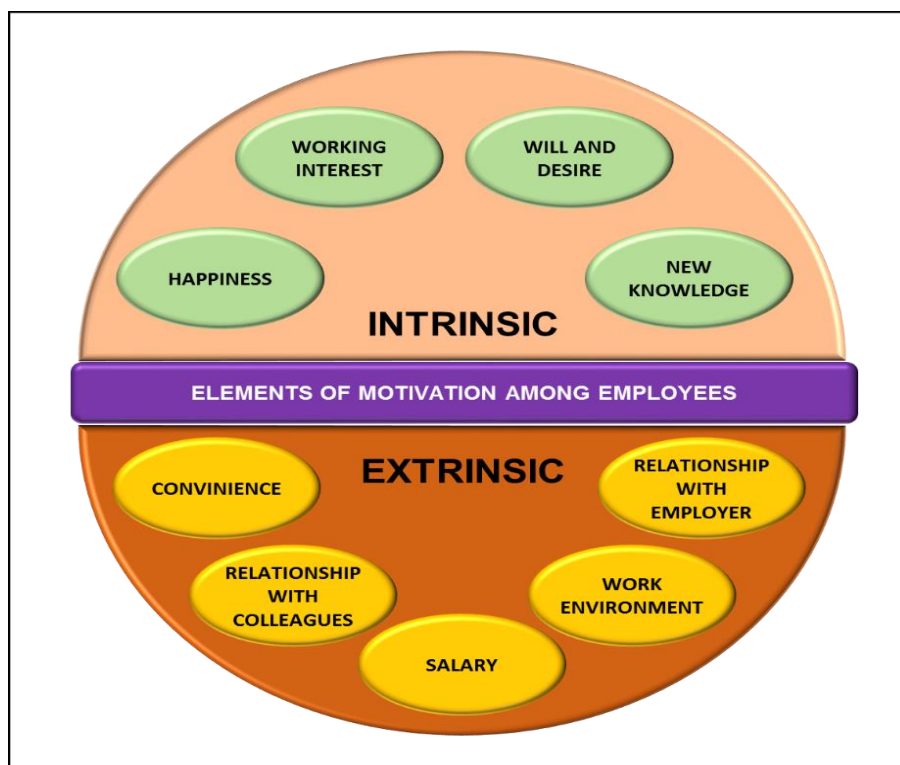 WORKING
INTEREST
WILL AND
DESIRE
HAPPINESS
NEW
KNOWLEDGE
INTRINSIC
ELEMENTS OF MOTIVATION AMONG EMPLOYEES
EXTRINSIC
CONVINIENCE
RELATIONSHIP
WITH
EMPLOYER
RELATIONSHIP
WITH
COLLEAGUES
WORK
ENVIRONMENT
SALARY